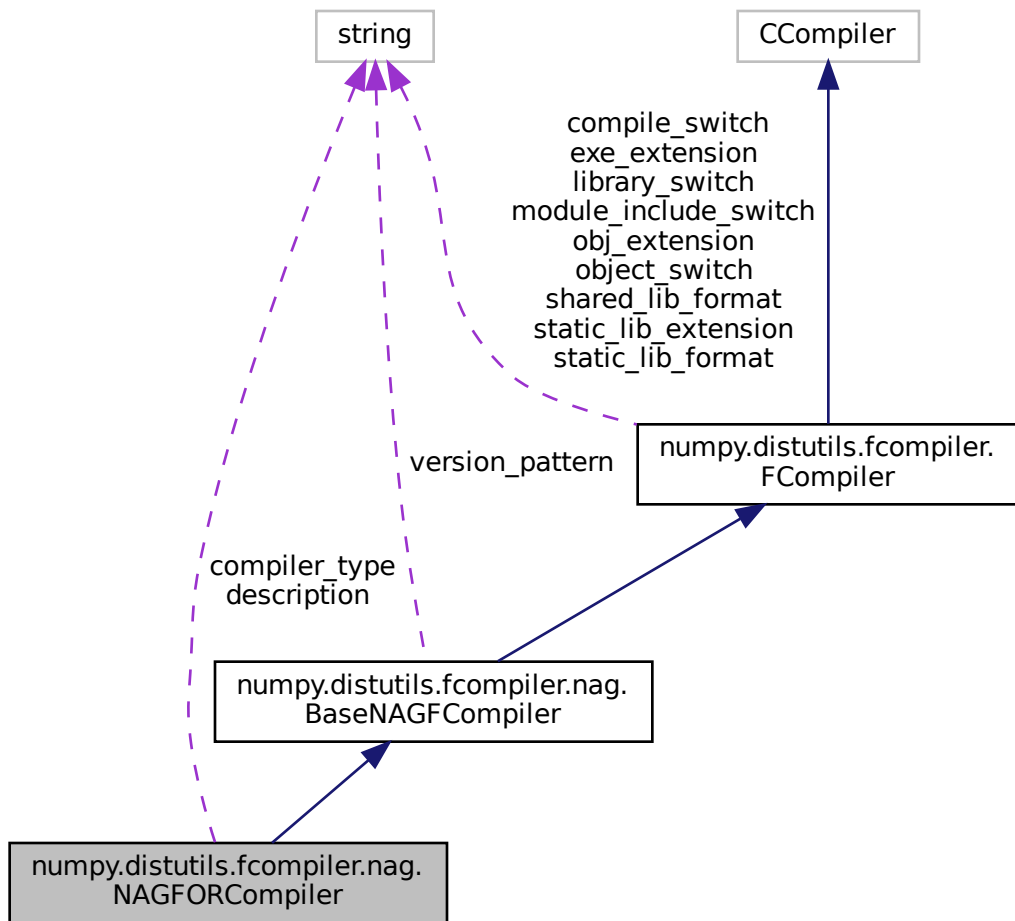 string
CCompiler
compile_switch
exe_extension
library_switch
module_include_switch
obj_extension
object_switch
shared_lib_format
static_lib_extension
static_lib_format
numpy.distutils.fcompiler.
FCompiler
version_pattern
compiler_type
description
numpy.distutils.fcompiler.nag.
BaseNAGFCompiler
numpy.distutils.fcompiler.nag.
NAGFORCompiler